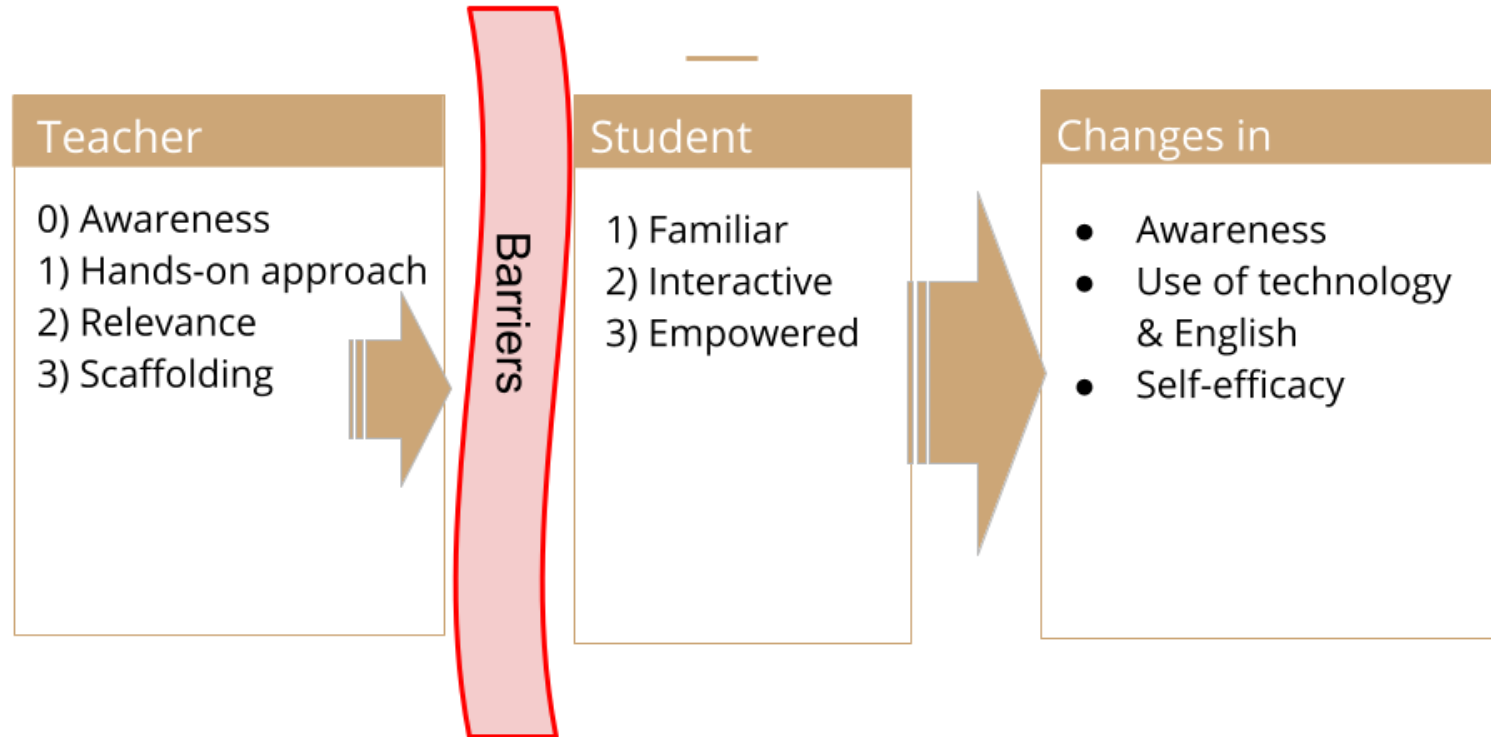 Teacher
0) Awareness
1) Hands-on approach
2) Relevance
3) Scaffolding
Barriers
Student
1) Familiar
2) Interactive
3) Empowered
Changes in
● Awareness
● Use of technology
& English
● Self-efficacy